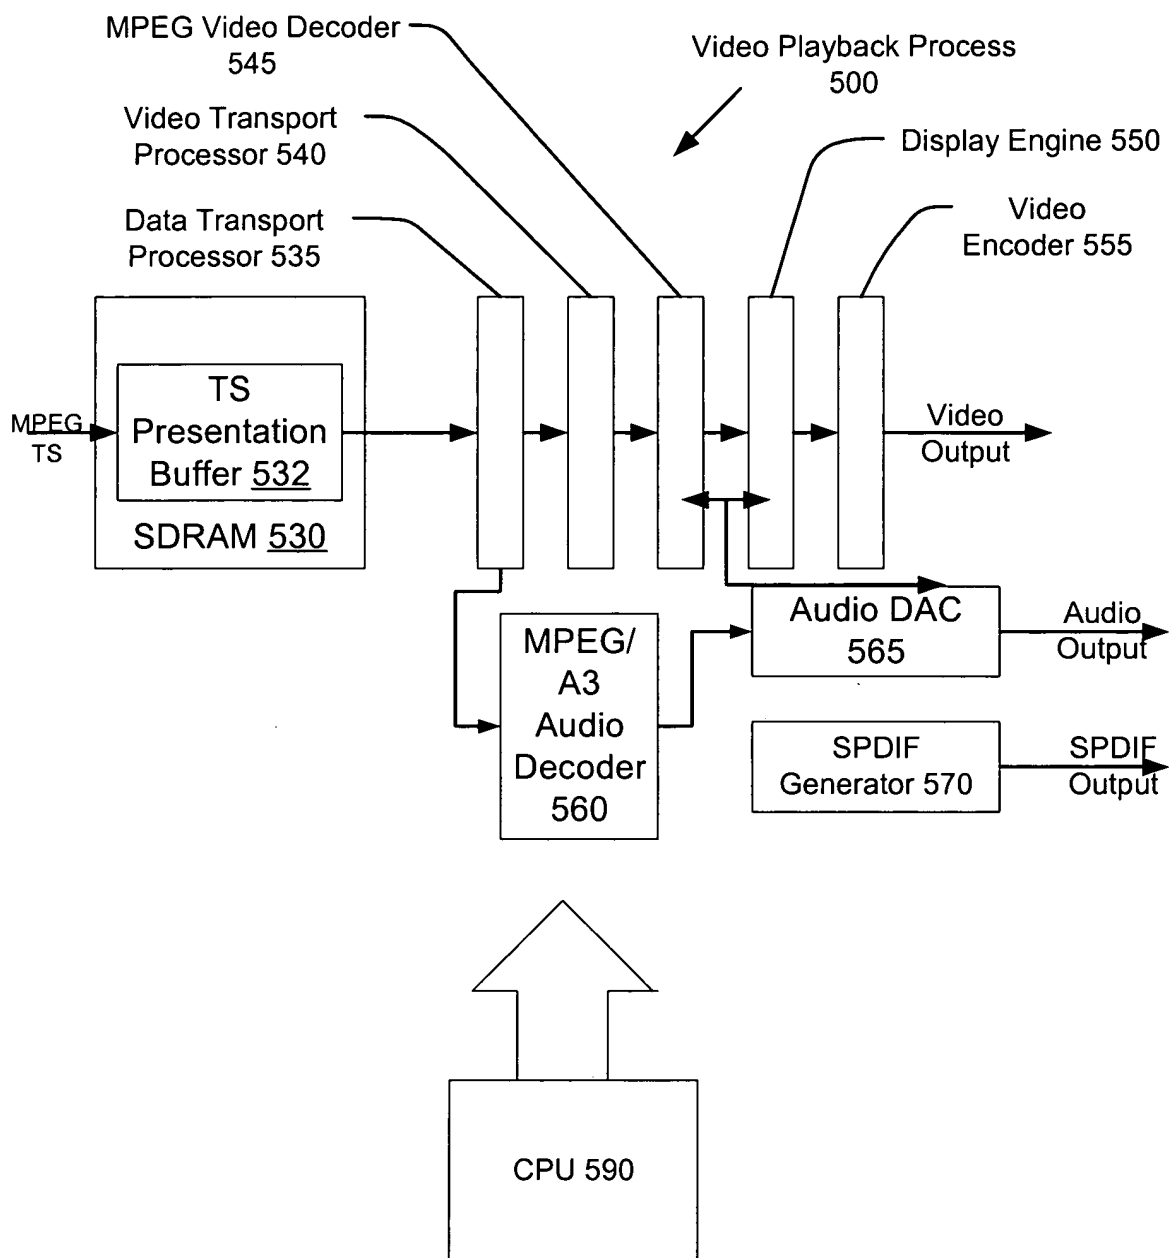 MPEG Video Decoder
545
Video Playback Process
500
Video Transport
Processor 540
Display Engine 550
Data Transport
Processor 535
Video
Encoder 555
MPEG
TS
TS
Presentation
Buffer 532
SDRAM 530
Video
Output
MPEG/
A3
Audio
Decoder
560
Audio DAC
565
Audio
Output
SPDIF
Generator 570
SPDIF
Output
CPU 590